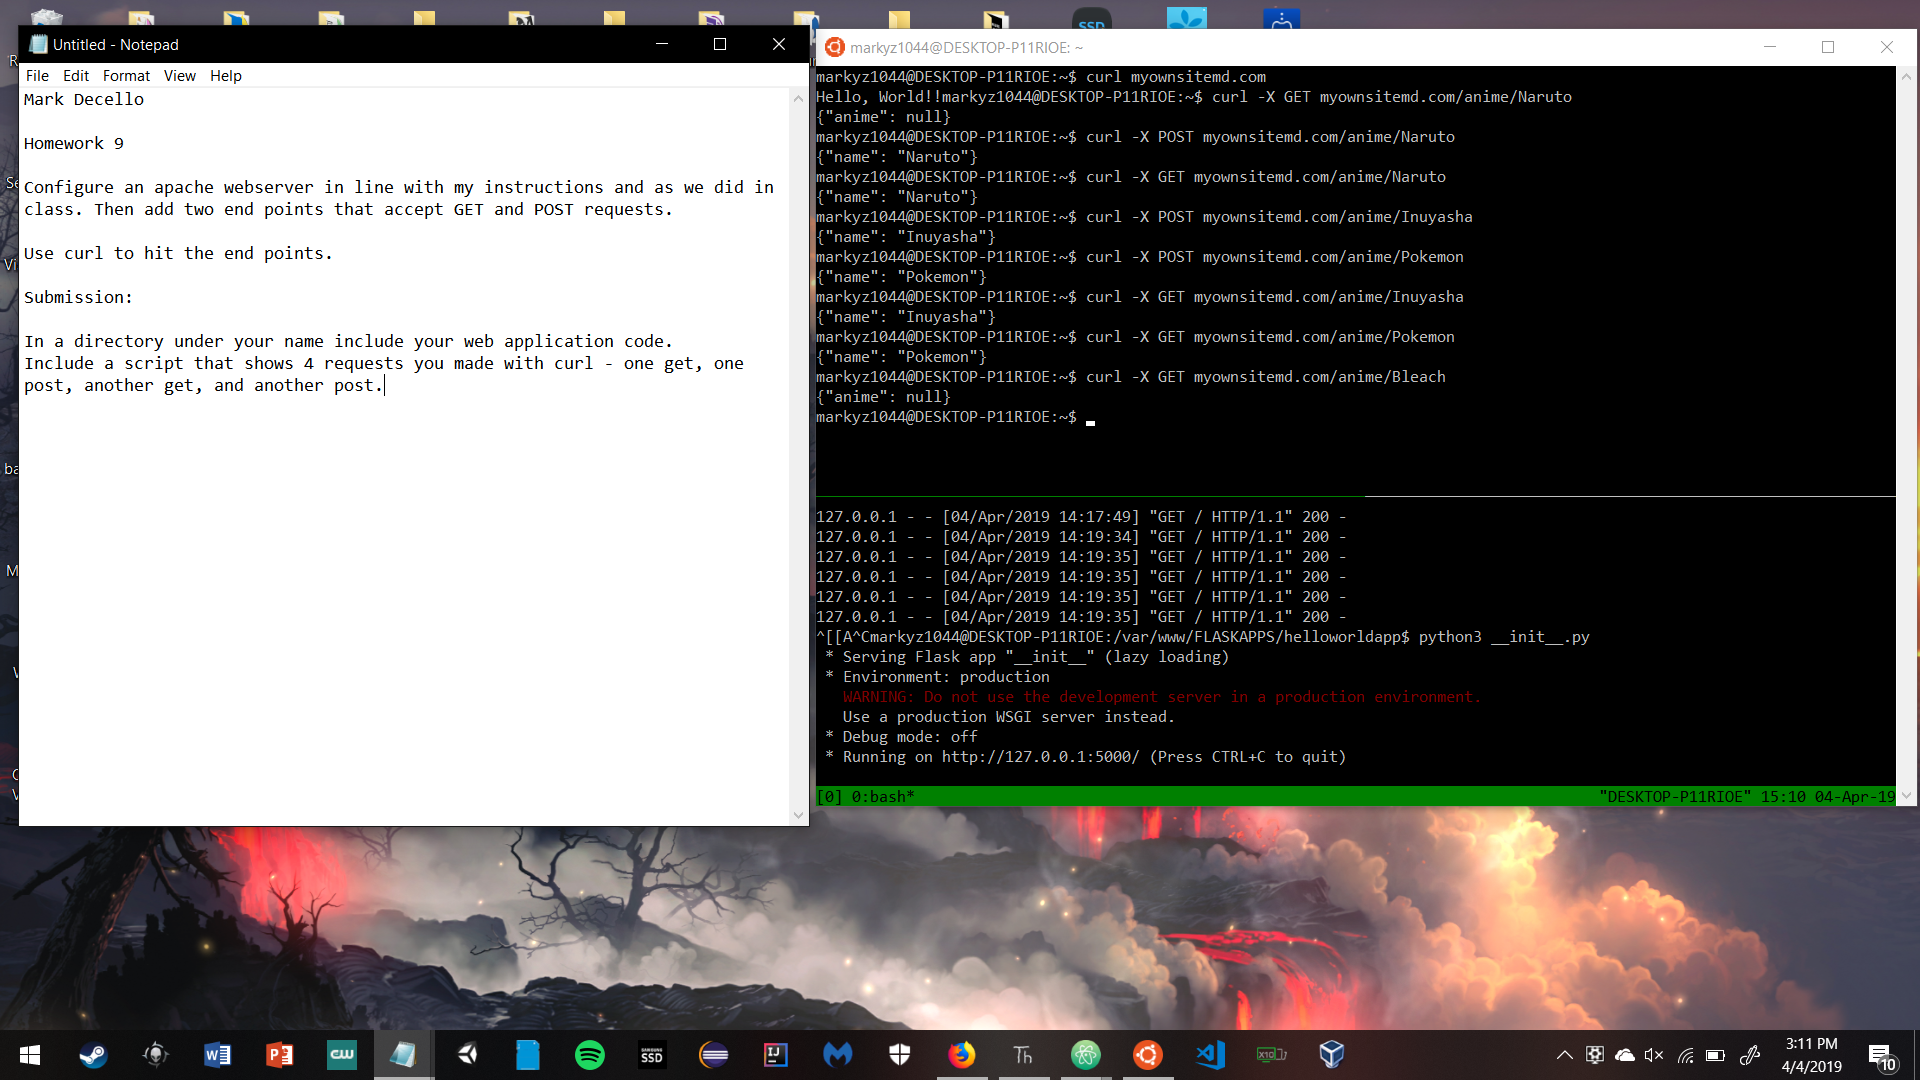 Untitled - Notepad
File Edit Format View Help
Mark Decello
Homework 9
Configure an apache webserver in line with my instructions and as we did in
class. Then add two end points that accept GET and POST requests.
Use curl to hit the end points.
Submission:
In a directory under your name include your web application code.
Include a script that shows 4 requests you made with curl - one get, one
post, another get, and another post.
markyz1044@DESKTOP-P11RIOE: ~
markyz1044@DESKTOP-P11RIOE:~$ curl myownsitemd.com
Hello, World!!markyz1044@DESKTOP-P11RIOE:~$ curl -X GET myownsitemd.com/anime/Naruto
{"anime": null}
markyz1044@DESKTOP-P11RIOE:~$ curl -X POST myownsitemd.com/anime/Naruto
{"name": "Naruto"}
markyz1044@DESKTOP-P11RIOE:~$ curl -X GET myownsitemd.com/anime/Naruto
{"name": "Naruto"}
markyz1044@DESKTOP-P11RIOE:~$ curl -X POST myownsitemd.com/anime/Inuyasha
{"name": "Inuyasha"}
markyz1044@DESKTOP-P11RIOE:~$ curl -X POST myownsitemd.com/anime/Pokemon
{"name": "Pokemon"}
markyz1044@DESKTOP-P11RIOE:~$ curl -X GET myownsitemd.com/anime/Inuyasha
{"name": "Inuyasha"}
markyz1044@DESKTOP-P11RIOE:~$ curl -X GET myownsitemd.com/anime/Pokemon
{"name": "Pokemon"}
markyz1044@DESKTOP-P11RIOE:~$ curl -X GET myownsitemd.com/anime/Bleach
{"anime": null}
markyz1044@DESKTOP-P11RIOE:~$
127.0.0.1 - - [04/Apr/2019 14:17:49] "GET / HTTP/1.1" 200 -
127.0.0.1 - - [04/Apr/2019 14:19:34] "GET / HTTP/1.1" 200 -
127.0.0.1 - - [04/Apr/2019 14:19:35] "GET / HTTP/1.1" 200 -
127.0.0.1 - - [04/Apr/2019 14:19:35] "GET / HTTP/1.1" 200 -
127.0.0.1 - - [04/Apr/2019 14:19:35] "GET / HTTP/1.1" 200 -
127.0.0.1 - - [04/Apr/2019 14:19:35] "GET / HTTP/1.1" 200 -
^[[A^Cmarkyz1044@DESKTOP-P11RIOE:/var/www/FLASKAPPS/helloworldapp$ python3 __init__.py
* Serving Flask app "__init__" (lazy loading)
* Environment: production
WARNING: Do not use the development server in a production environment.
Use a production WSGI server instead.
* Debug mode: off
* Running on http://127.0.0.1:5000/ (Press CTRL+C to quit)
[0] 0:bash* "DESKTOP-P11RIOE" 15:10 04-Apr-19
SSD
CW
SAMSUNG SSD
IJ
Th
X10
3:11 PM
4/4/2019
10